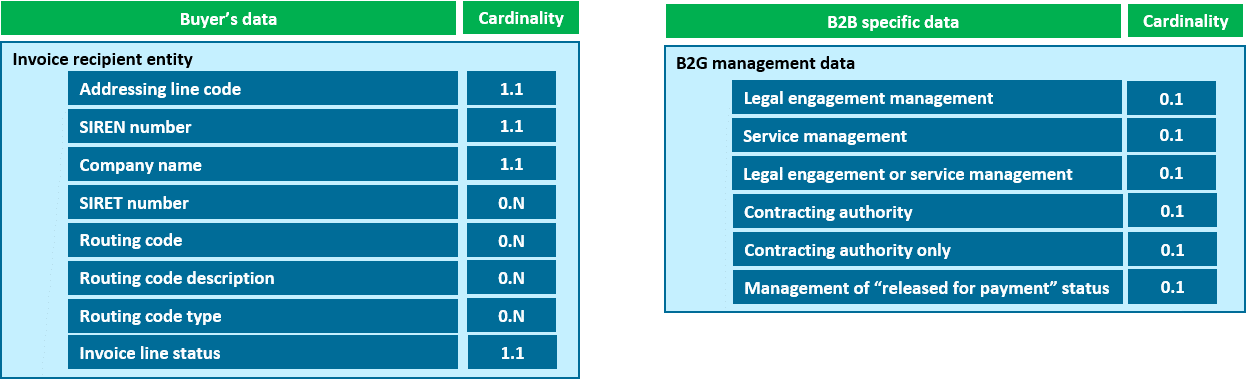 Buyer's data Cardinality
Invoice recipient entity
Addressing line code 1.1
SIREN number 1.1
Company name 1.1
SIRET number 0.N
Routing code 0.N
Routing code description 0.N
Routing code type 0.N
Invoice line status 1.1
B2B specific data Cardinality
B2G management data
Legal engagement management 0.1
Service management 0.1
Legal engagement or service management 0.1
Contracting authority 0.1
Contracting authority only 0.1
Management of “released for payment” status 0.1